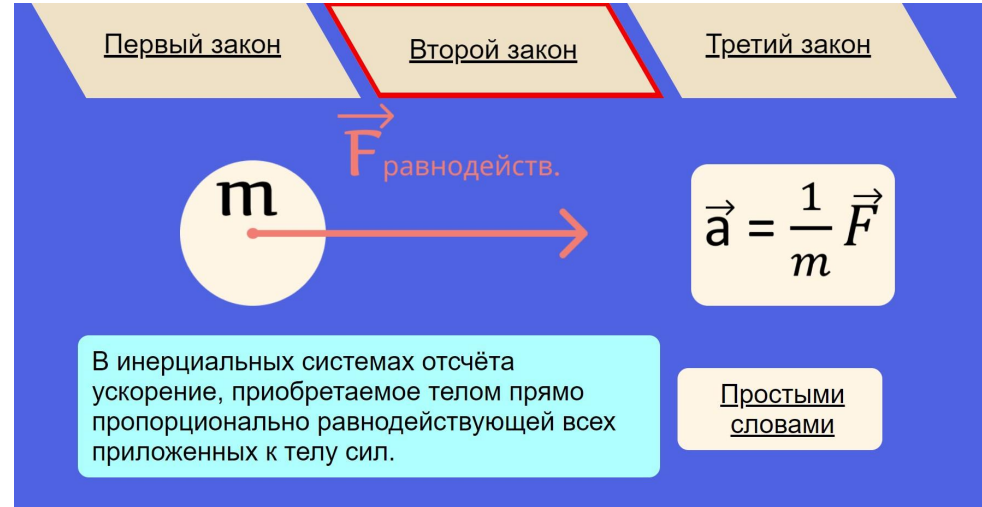 Первый закон
Второй закон
Третий закон
F равнодейств.
m
a = 1/m F
В инерциальных системах отсчёта
ускорение, приобретаемое телом прямо
пропорционально равнодействующей всех
приложенных к телу сил.
Простыми
словами